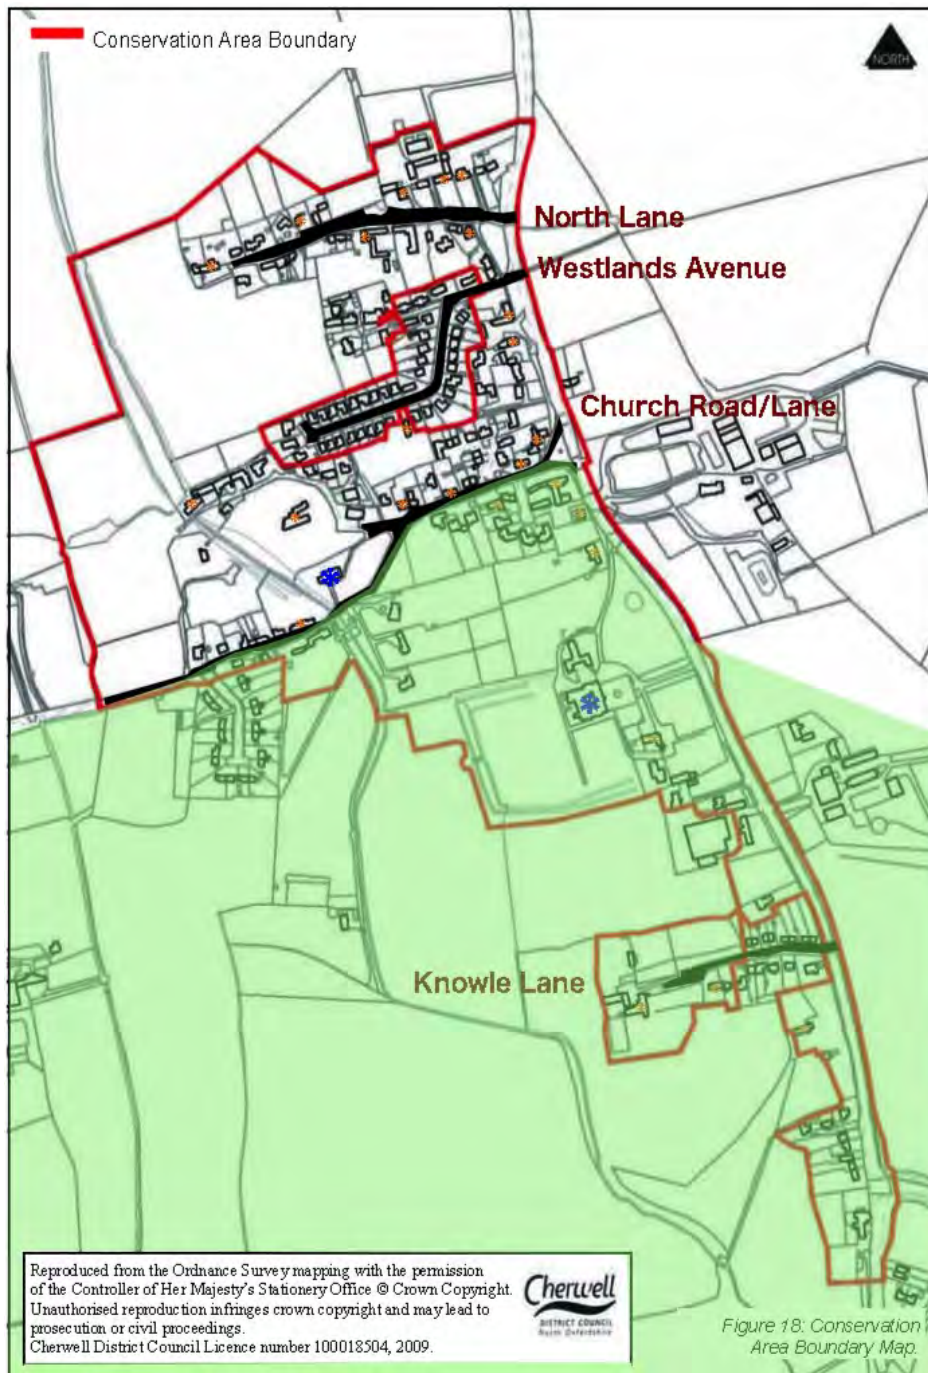 Conservation Area Boundary
NORTH
North Lane
Westlands Avenue
Church Road/Lane
Knowle Lane
Reproduced from the Ordnance Survey mapping with the permission
of the Controller of Her Majesty's Stationery Office © Crown Copyright.
Unauthorised reproduction infringes crown copyright and may lead to
prosecution or civil proceedings.
Cherwell District Council Licence number 100018504, 2009.
Cherwell
DISTRICT COUNCIL
North Oxfordshire
Figure 18: Conservation
Area Boundary Map.